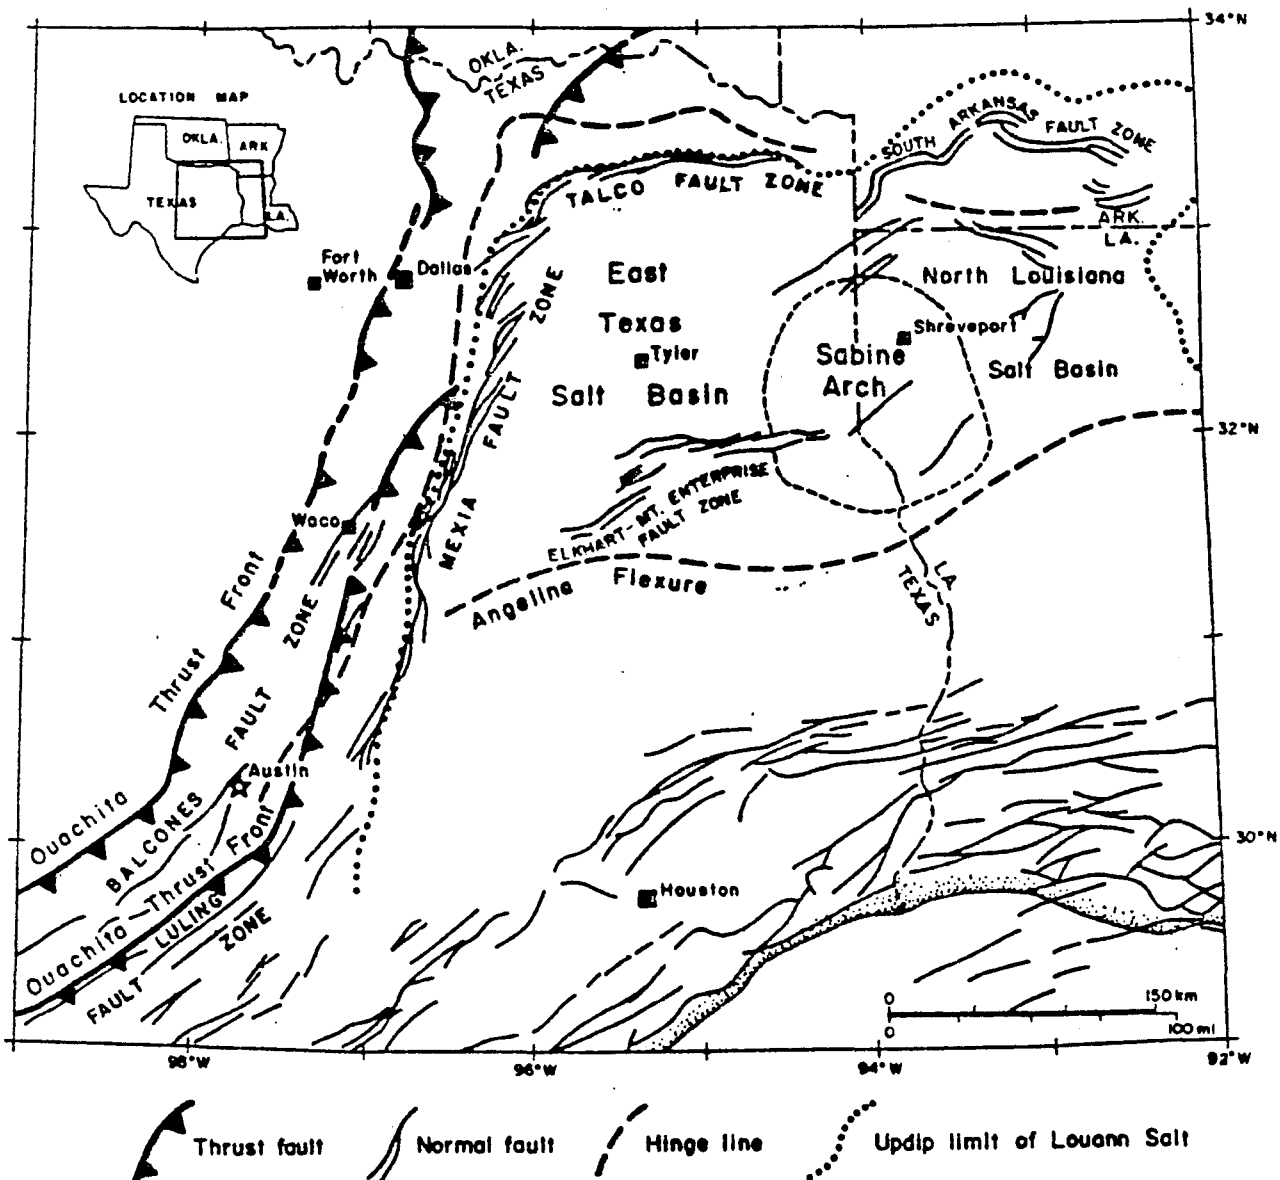 34°N
OKLA.
TEXAS
LOCATION MAP
OKLA.
ARK
TEXAS
LA.
SOUTH ARKANSAS FAULT ZONE
TALCO FAULT ZONE
ARK.
LA.
Fort
Worth
Dallas
East
Texas
Salt Basin
Tyler
North Louisiana
Salt Basin
Shreveport
Sabine
Arch
MEXIA FAULT ZONE
32°N
ELKHART-MT. ENTERPRISE
FAULT ZONE
Waco
Angelina Flexure
LA
TEXAS
Ouachita Thrust Front
BALCONES FAULT ZONE
Austin
Ouachita Thrust Front
LULING
FAULT ZONE
Houston
30°N
0 150 km
0 100 mi
98°W
96°W
94°W
92°W
Thrust fault
Normal fault
Hinge line
Updip limit of Louann Salt